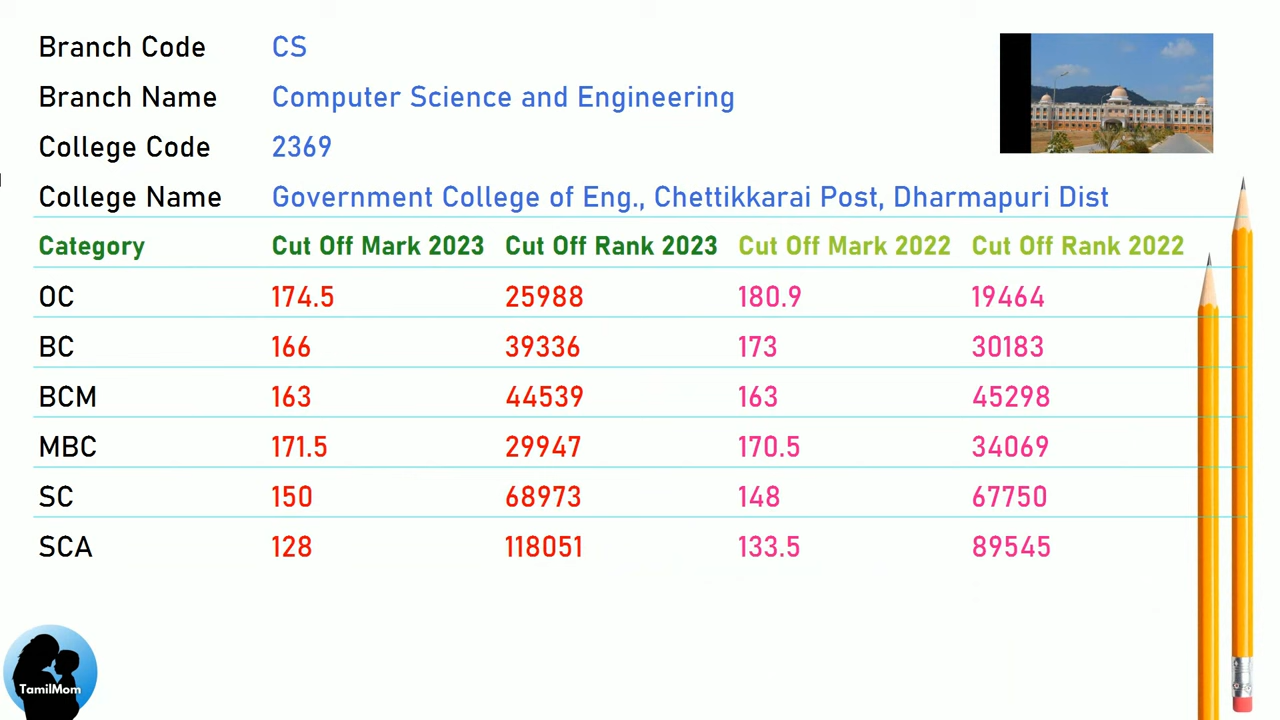 Branch Code CS
Branch Name Computer Science and Engineering
College Code 2369
College Name Government College of Eng., Chettikkarai Post, Dharmapuri Dist
Category Cut Off Mark 2023 Cut Off Rank 2023 Cut Off Mark 2022 Cut Off Rank 2022
OC 174.5 25988 180.9 19464
BC 166 39336 173 30183
BCM 163 44539 163 45298
MBC 171.5 29947 170.5 34069
SC 150 68973 148 67750
SCA 128 118051 133.5 89545
TamilMom